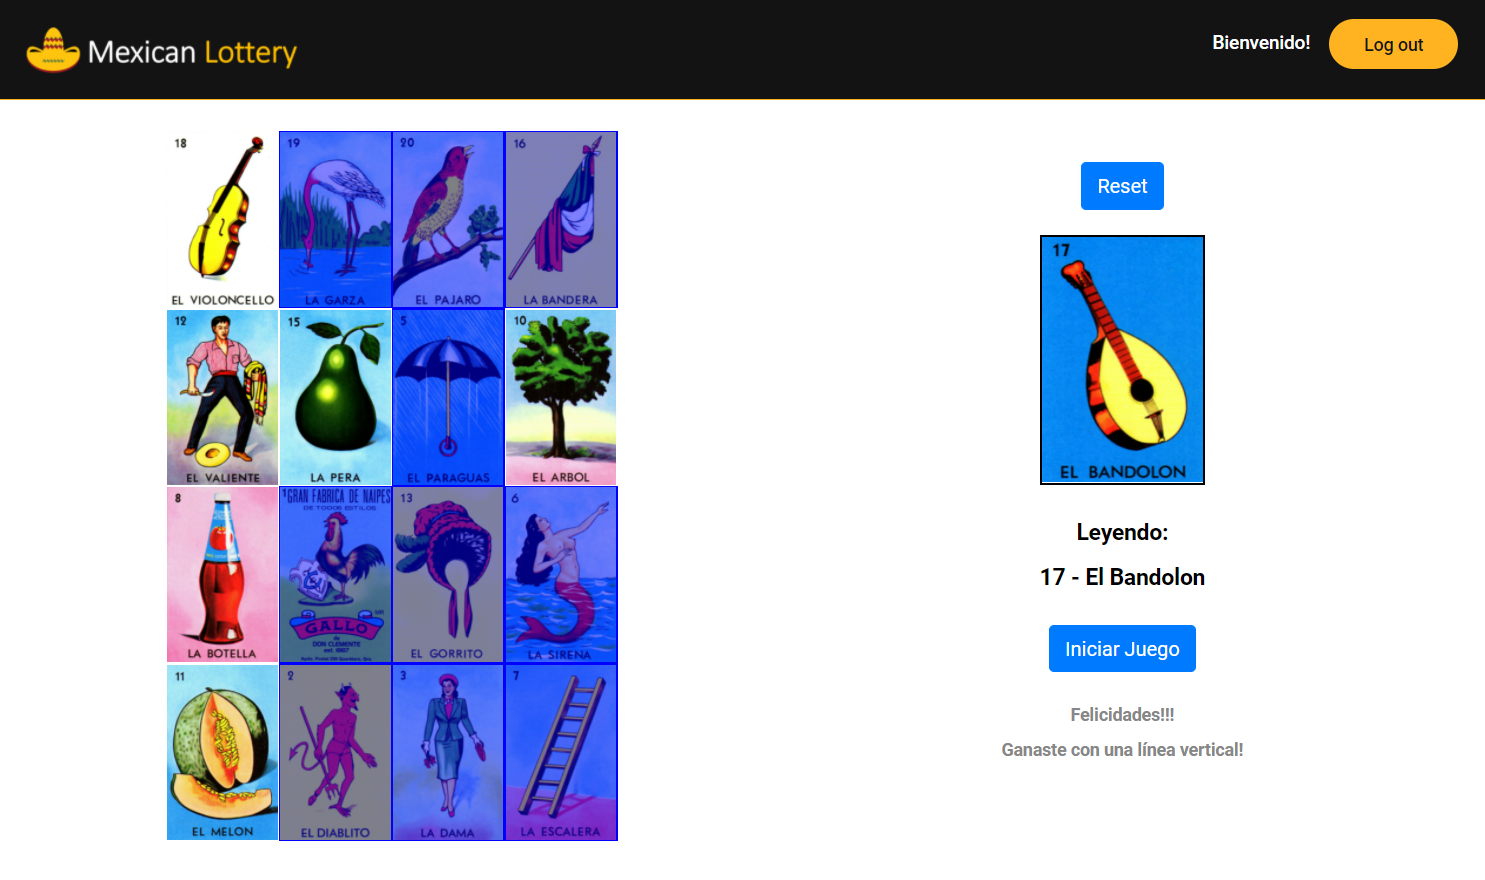 Mexican Lottery
Bienvenido!
Log out
18
EL VIOLONCELLO
19
LA GARZA
20
EL PAJARO
16
LA BANDERA
12
EL VALIENTE
15
LA PERA
5
EL PARAGUAS
10
EL ARBOL
8
LA BOTELLA
1
GRAN FABRICA DE NAIPES
DE TODOS ESTILOS
GALLO
de
DON CLEMENTE
13
EL GORRITO
6
LA SIRENA
11
EL MELON
2
EL DIABLITO
3
LA DAMA
7
LA ESCALERA
Reset
17
EL BANDOLON
Leyendo:
17 - El Bandolon
Iniciar Juego
Felicidades!!!
Ganaste con una línea vertical!